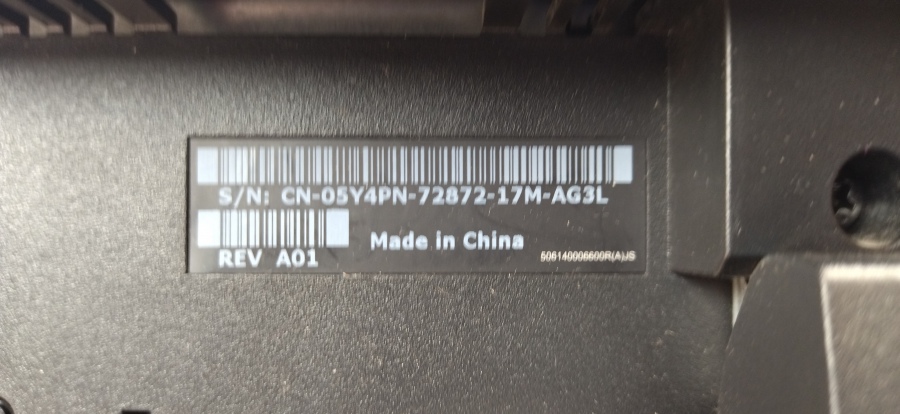 S/N: CN-05Y4PN-72872-17M-AG3L
REV A01
Made in China
506140006600R(A)JS